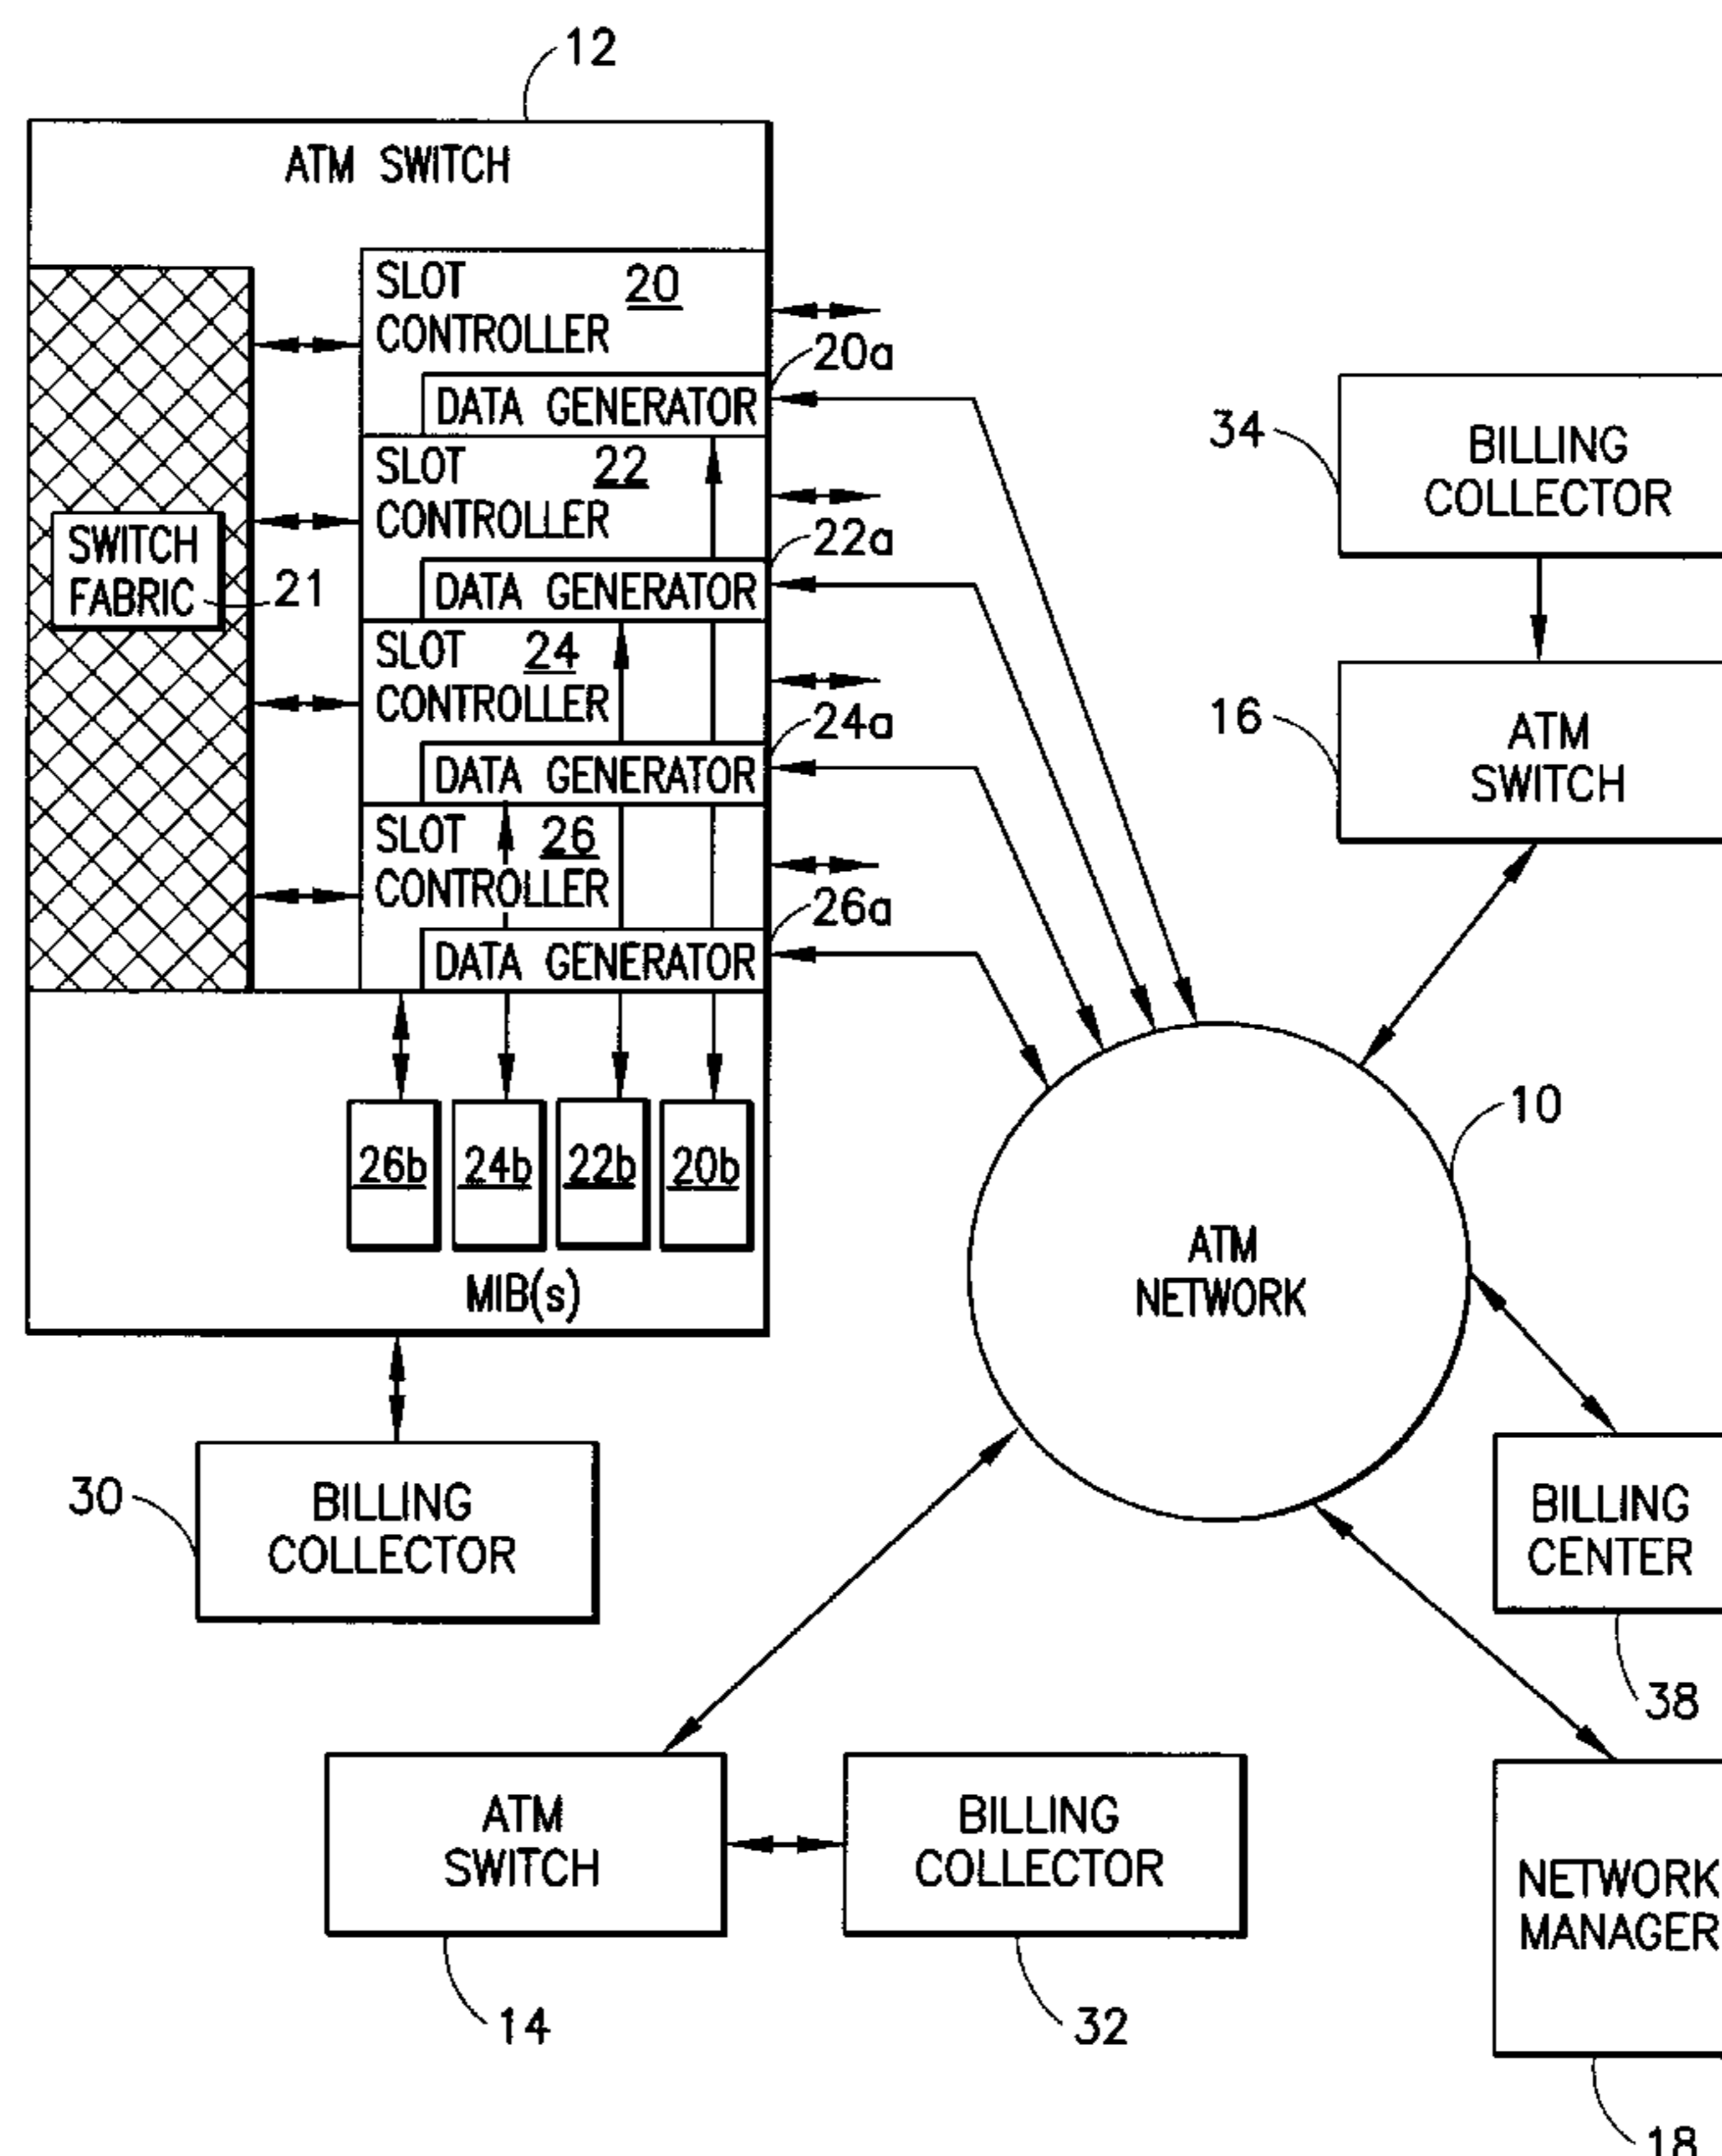 12
ATM SWITCH
SLOT 20
CONTROLLER
20a
DATA GENERATOR
SLOT 22
CONTROLLER
22a
DATA GENERATOR
SWITCH
FABRIC
21
SLOT 24
CONTROLLER
24a
DATA GENERATOR
SLOT 26
CONTROLLER
26a
DATA GENERATOR
26b 24b 22b 20b
MIB(s)
34
BILLING
COLLECTOR
16
ATM
SWITCH
10
ATM
NETWORK
30
BILLING
COLLECTOR
BILLING
CENTER
38
ATM
SWITCH
14
BILLING
COLLECTOR
32
NETWORK
MANAGER
18